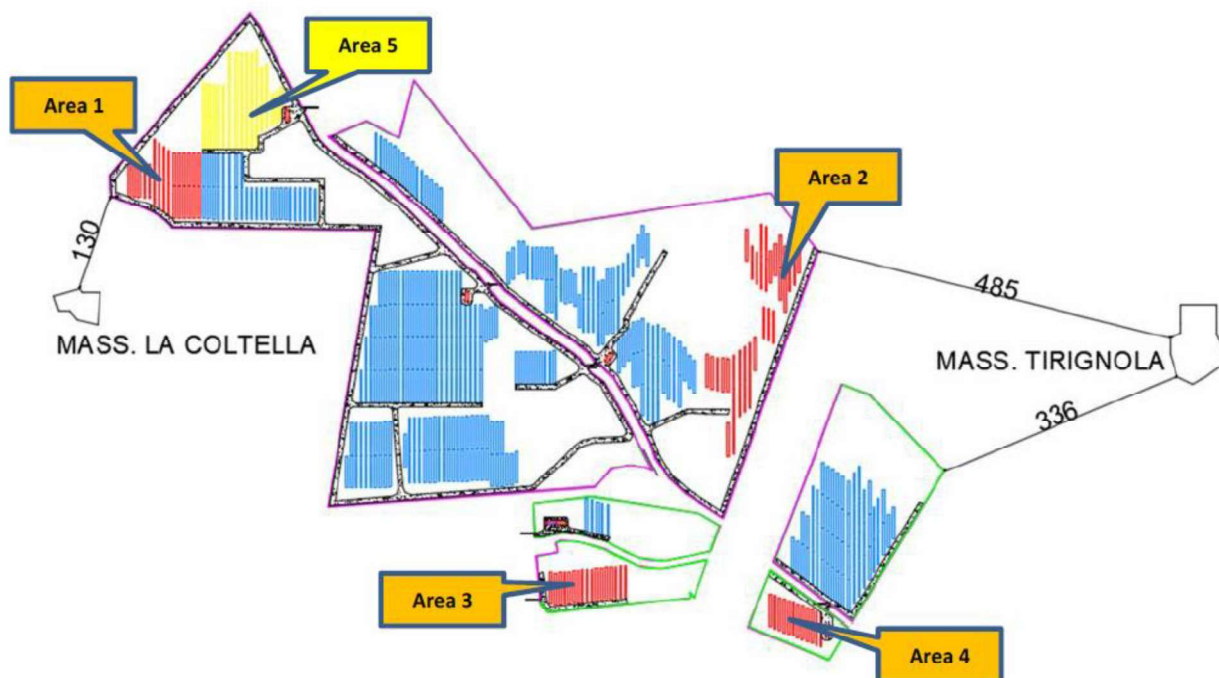 Area 5
Area 1
Area 2
130
485
MASS. LA COLTELLA
MASS. TIRIGNOLA
336
Area 3
Area 4